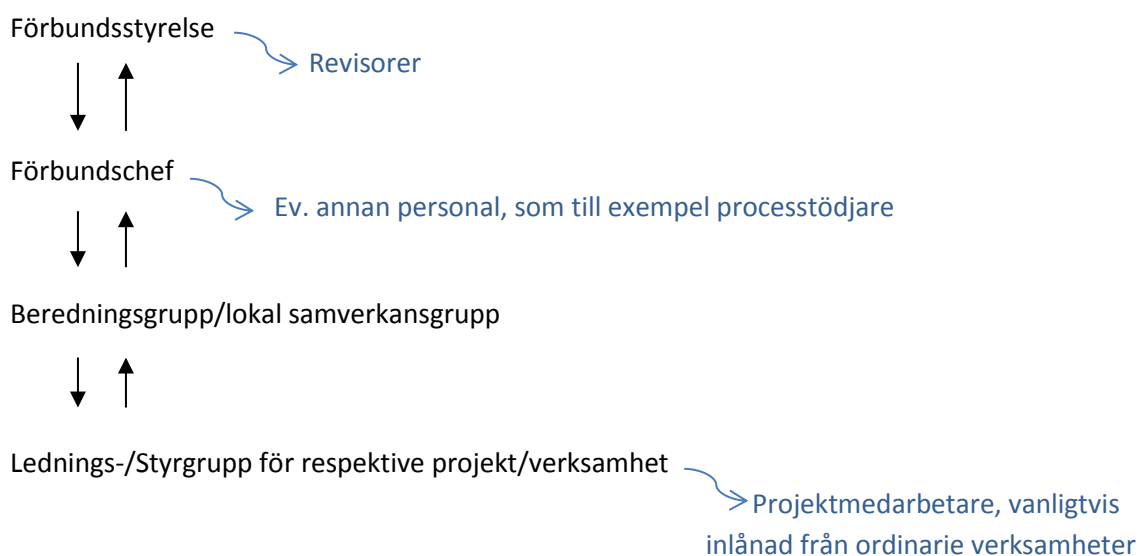 Förbundsstyrelse
Revisorer
Förbundschef
Ev. annan personal, som till exempel processtödjare
Beredningsgrupp/lokal samverkansgrupp
Lednings-/Styrgrupp för respektive projekt/verksamhet
Projektmedarbetare, vanligtvis
inlånad från ordinarie verksamheter